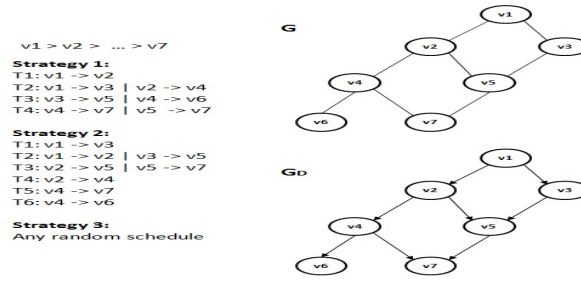 v1 > v2 > ... > v7
Strategy 1:
T1: v1 -> v2
T2: v1 -> v3 | v2 -> v4
T3: v3 -> v5 | v4 -> v6
T4: v4 -> v7 | v5 -> v7
Strategy 2:
T1: v1 -> v3
T2: v1 -> v2 | v3 -> v5
T3: v2 -> v5 | v5 -> v7
T4: v2 -> v4
T5: v4 -> v7
T6: v4 -> v6
Strategy 3:
Any random schedule
G
v1
v2
v3
v4
v5
v6
v7
GD
v1
v2
v3
v4
v5
v6
v7